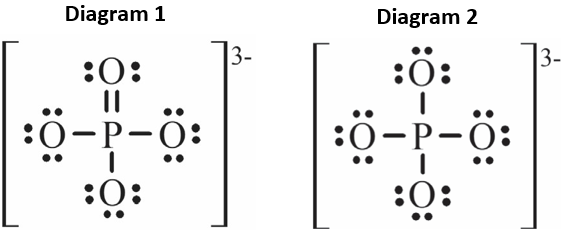 Diagram 1 Diagram 2
3- 3-
O O
O P O O P O
O O